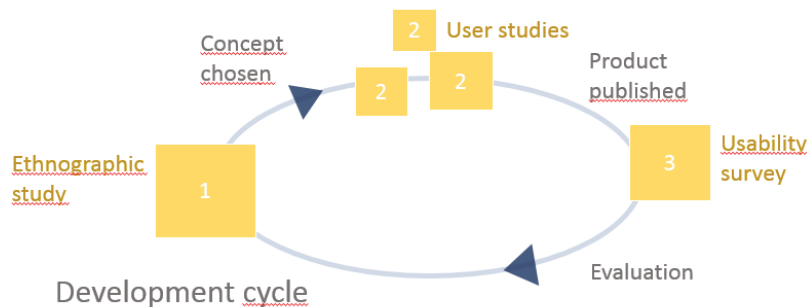 2
User studies
Concept
chosen
2
2
Product
published
Ethnographic
study
1
3
Usability
survey
Evaluation
Development cycle